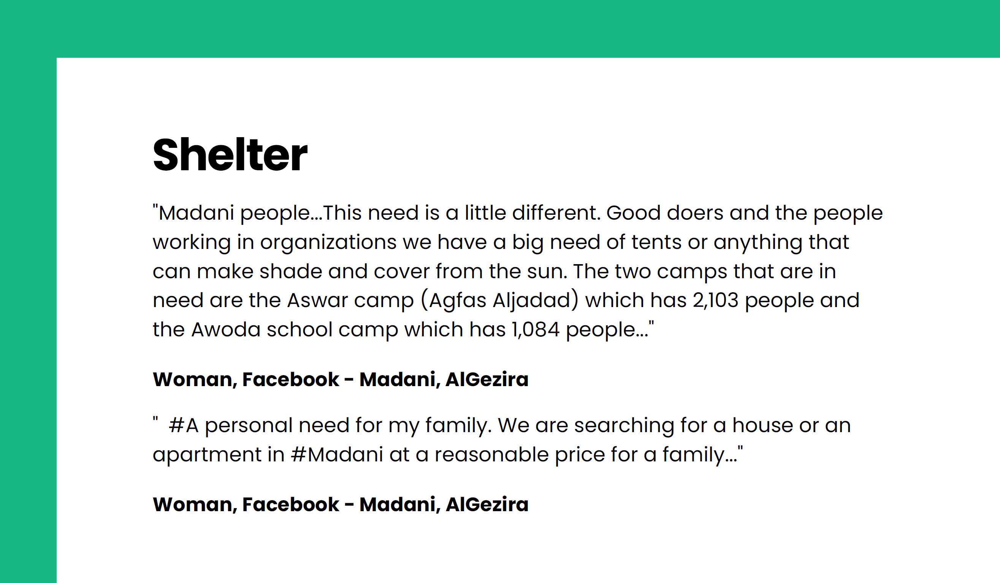 Shelter
"Madani people...This need is a little different. Good doers and the people
working in organizations we have a big need of tents or anything that
can make shade and cover from the sun. The two camps that are in
need are the Aswar camp (Agfas Aljadad) which has 2,103 people and
the Awoda school camp which has 1,084 people..."
Woman, Facebook - Madani, AlGezira
"  #A personal need for my family. We are searching for a house or an
apartment in #Madani at a reasonable price for a family..."
Woman, Facebook - Madani, AlGezira